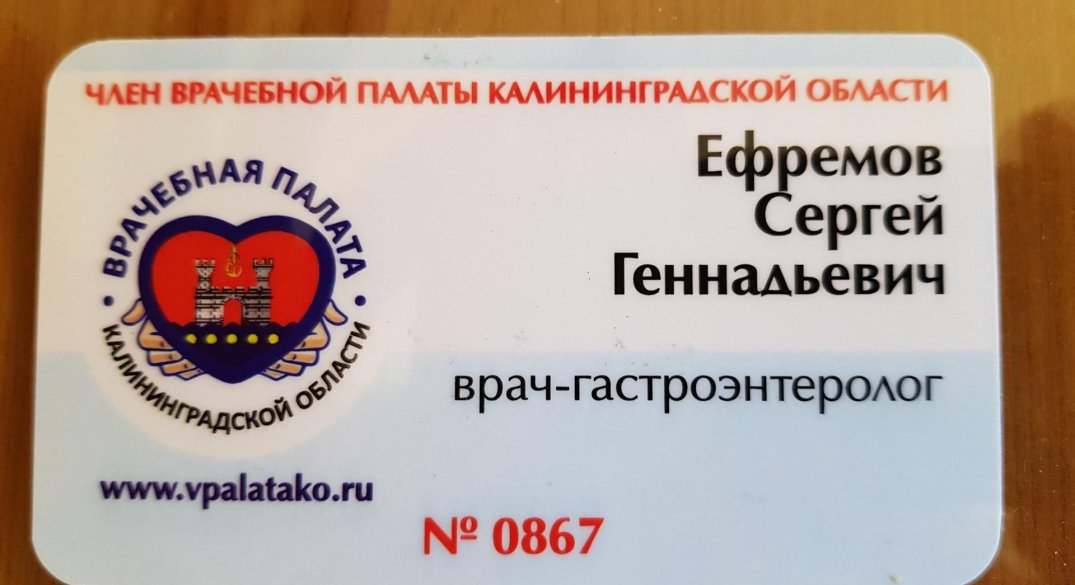 ЧЛЕН ВРАЧЕБНОЙ ПАЛАТЫ КАЛИНИНГРАДСКОЙ ОБЛАСТИ
Ефремов
Сергей
Геннадьевич
ВРАЧЕБНАЯ ПАЛАТА
КАЛИНИНГРАДСКОЙ ОБЛАСТИ
врач-гастроэнтеролог
www.vpalatako.ru
№ 0867